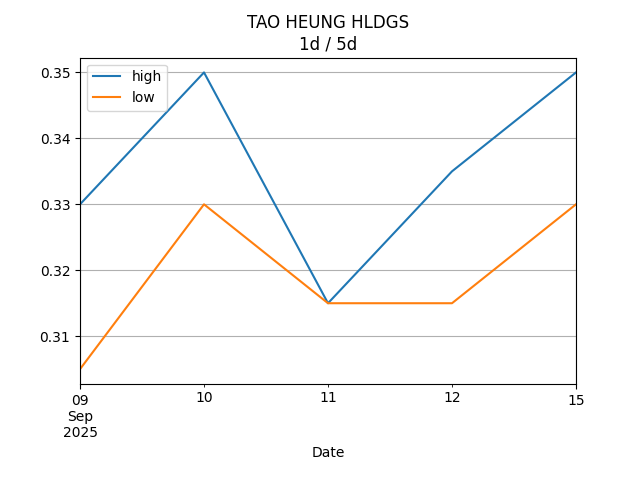 TAO HEUNG HLDGS
1d / 5d
high
low
0.35
0.34
0.33
0.32
0.31
09 10 11 12 15
Sep
2025
Date